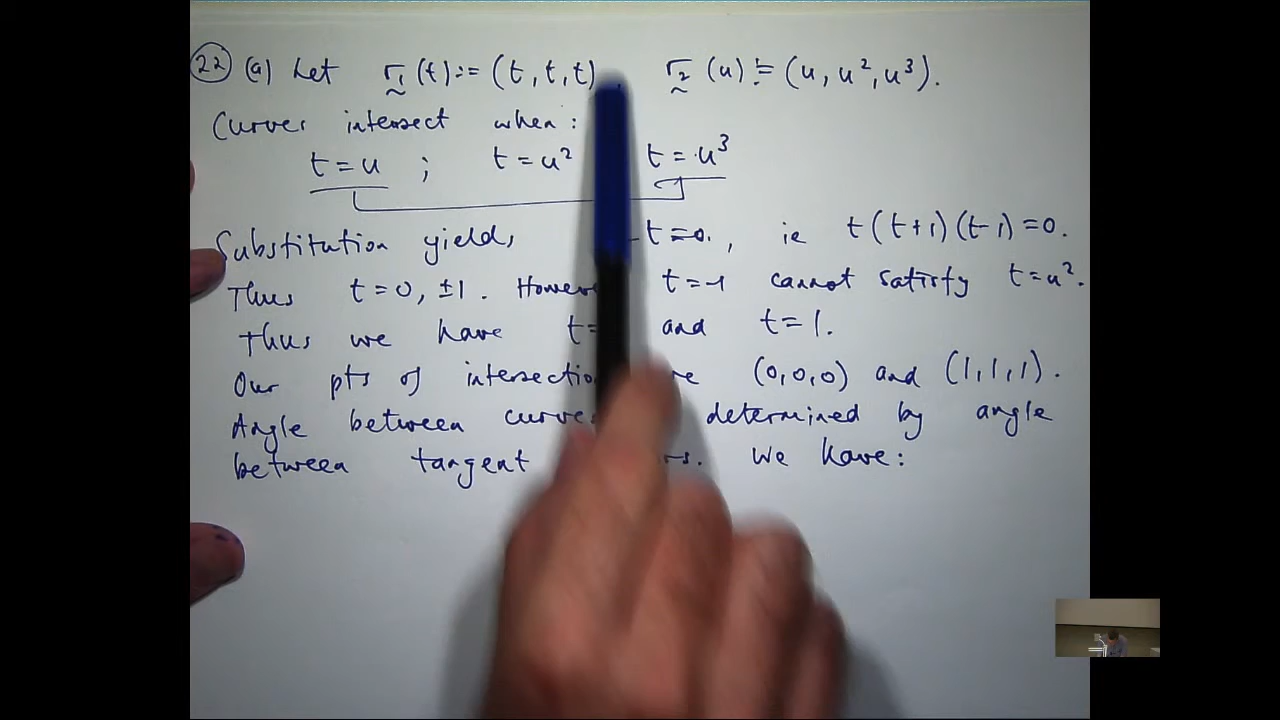 22 (a) Let r₁(t) := (t, t, t) , r₂(u) := (u, u², u³).
Curves intersect when:
t = u ; t = u² t = u³
Substitution yields - t = 0 , ie t(t+1)(t-1) = 0.
Thus t = 0, ±1. However t = -1 cannot satisfy t = u².
Thus we have t = and t = 1.
Our pts of intersection (0,0,0) and (1,1,1).
Angle between curves determined by angle
between tangent We have: